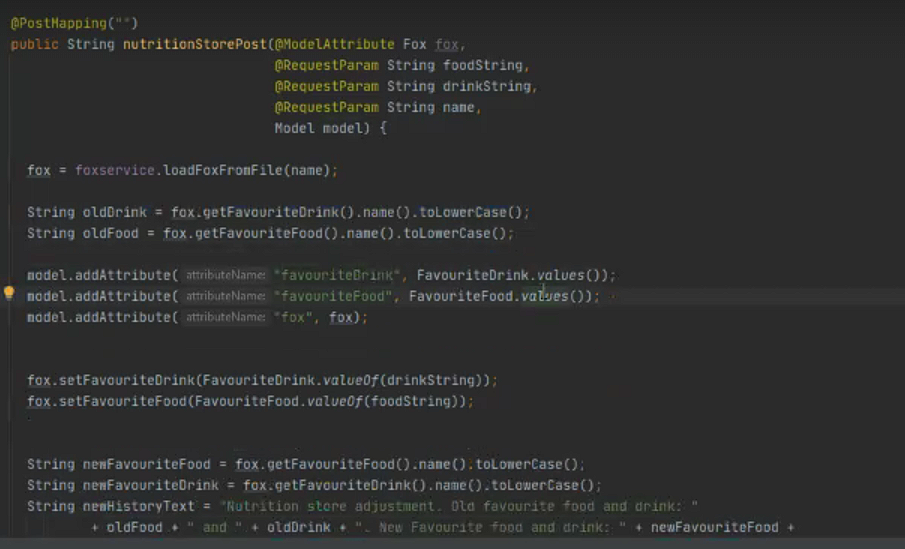 @PostMapping("")
public String nutritionStorePost(@ModelAttribute Fox fox,
@RequestParam String foodString,
@RequestParam String drinkString,
@RequestParam String name,
Model model) {
fox = foxservice.loadFoxFromFile(name);
String oldDrink = fox.getFavouriteDrink().name().toLowerCase();
String oldFood = fox.getFavouriteFood().name().toLowerCase();
model.addAttribute( attributeName: "favouriteDrink", FavouriteDrink.values());
model.addAttribute( attributeName: "favouriteFood", FavouriteFood.values());
model.addAttribute( attributeName: "fox", fox);
fox.setFavouriteDrink(FavouriteDrink.valueOf(drinkString));
fox.setFavouriteFood(FavouriteFood.valueOf(foodString));
String newFavouriteFood = fox.getFavouriteFood().name().toLowerCase();
String newFavouriteDrink = fox.getFavouriteDrink().name().toLowerCase();
String newHistoryText = "Nutrition store adjustment. Old favourite food and drink: "
+ oldFood + " and " + oldDrink + ". New Favourite food and drink: " + newFavouriteFood +